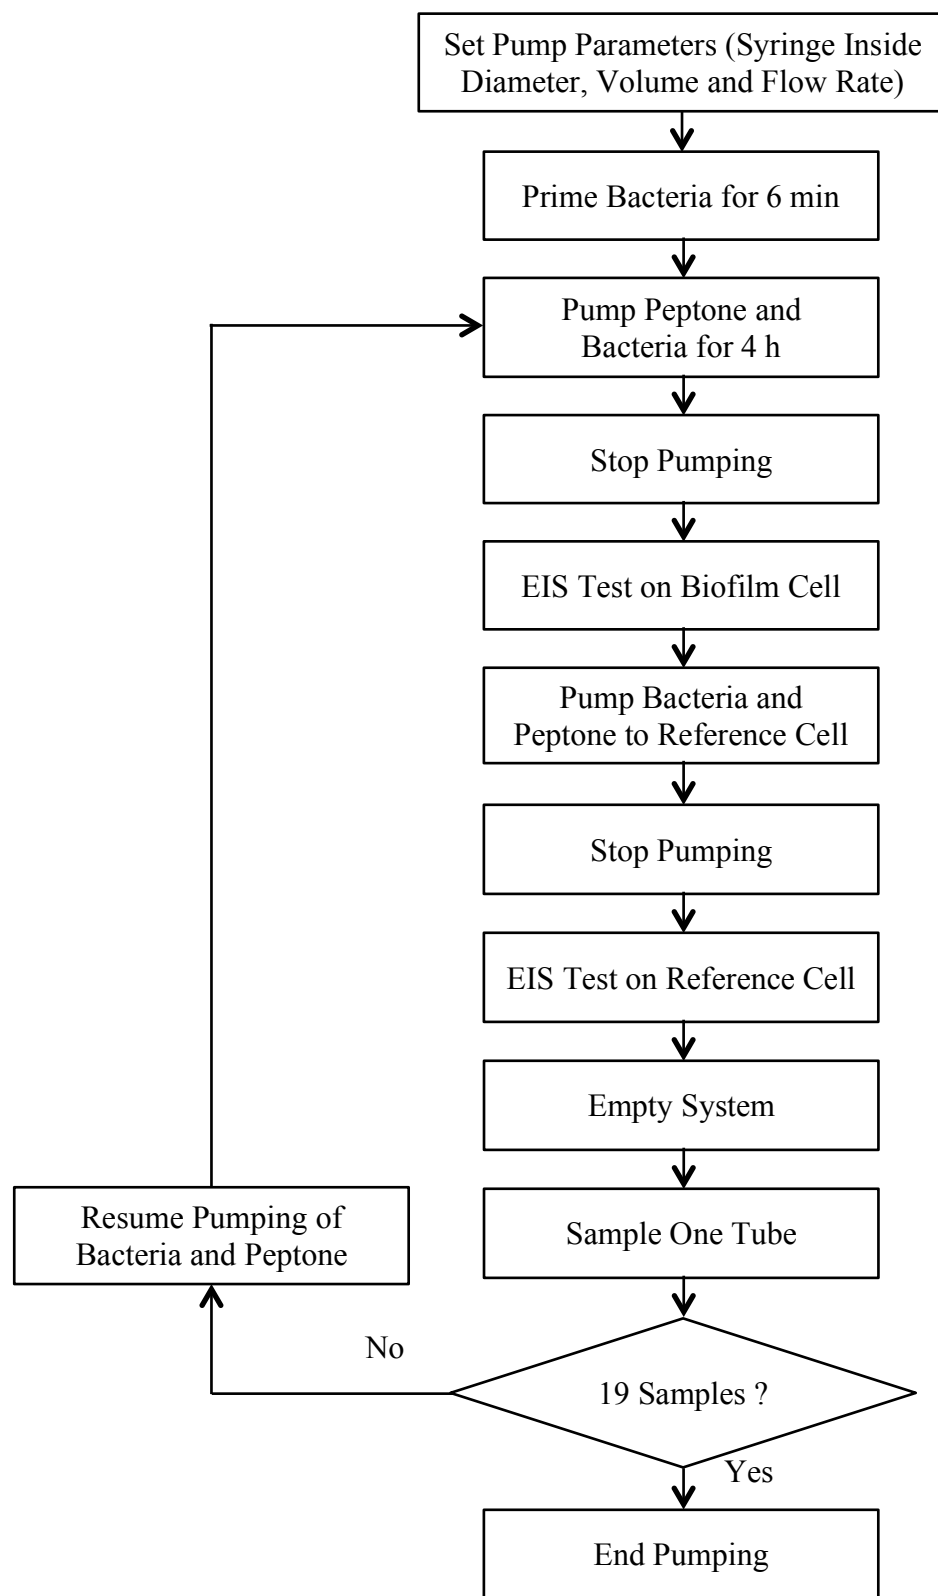 Set Pump Parameters (Syringe Inside
Diameter, Volume and Flow Rate)
Prime Bacteria for 6 min
Pump Peptone and
Bacteria for 4 h
Stop Pumping
EIS Test on Biofilm Cell
Pump Bacteria and
Peptone to Reference Cell
Stop Pumping
EIS Test on Reference Cell
Empty System
Sample One Tube
Resume Pumping of
Bacteria and Peptone
No
19 Samples ?
Yes
End Pumping